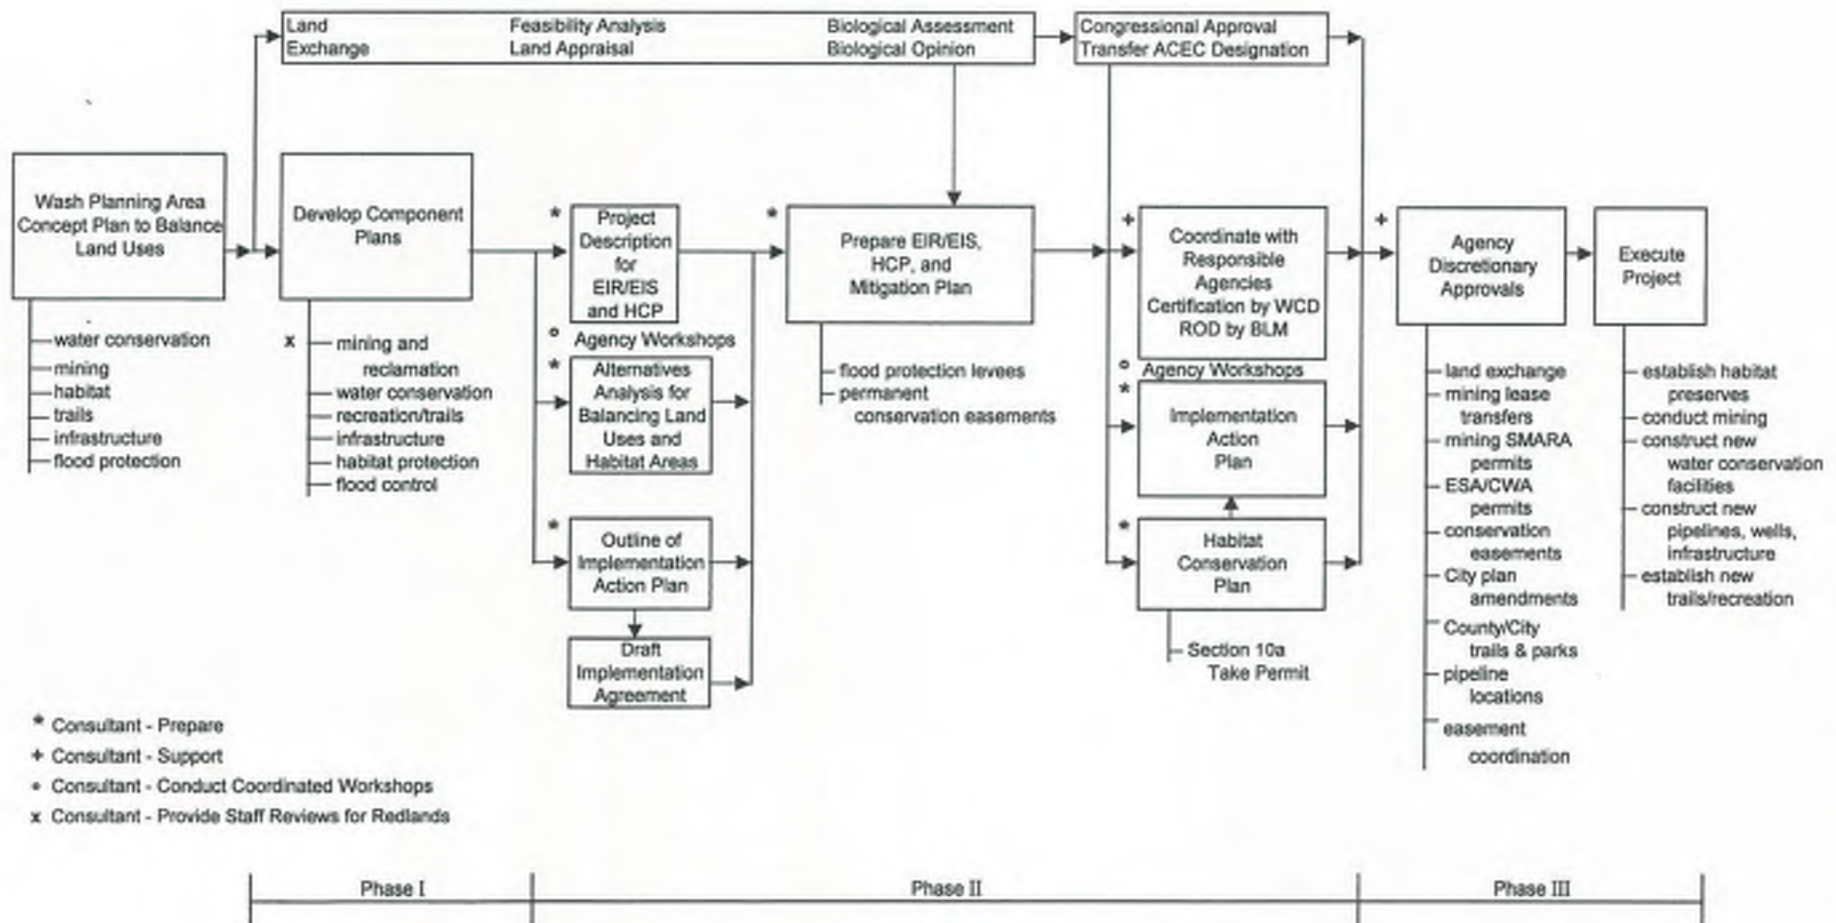 Land
Exchange
Feasibility Analysis
Land Appraisal
Biological Assessment
Biological Opinion
Congressional Approval
Transfer ACEC Designation
Wash Planning Area
Concept Plan to Balance
Land Uses
water conservation
mining
habitat
trails
infrastructure
flood protection
Develop Component
Plans
x
mining and
reclamation
water conservation
recreation/trails
infrastructure
habitat protection
flood control
*
Project
Description
for
EIR/EIS
and HCP
° Agency Workshops
*
Alternatives
Analysis for
Balancing Land
Uses and
Habitat Areas
*
Outline of
Implementation
Action Plan
Draft
Implementation
Agreement
*
Prepare EIR/EIS,
HCP, and
Mitigation Plan
flood protection levees
permanent
conservation easements
+
Coordinate with
Responsible
Agencies
Certification by WCD
ROD by BLM
° Agency Workshops
*
Implementation
Action
Plan
*
Habitat
Conservation
Plan
Section 10a
Take Permit
+
Agency
Discretionary
Approvals
land exchange
mining lease
transfers
mining SMARA
permits
ESA/CWA
permits
conservation
easements
City plan
amendments
County/City
trails & parks
pipeline
locations
easement
coordination
Execute
Project
establish habitat
preserves
conduct mining
construct new
water conservation
facilities
construct new
pipelines, wells,
infrastructure
establish new
trails/recreation
* Consultant - Prepare
+ Consultant - Support
° Consultant - Conduct Coordinated Workshops
x Consultant - Provide Staff Reviews for Redlands
Phase I
Phase II
Phase III